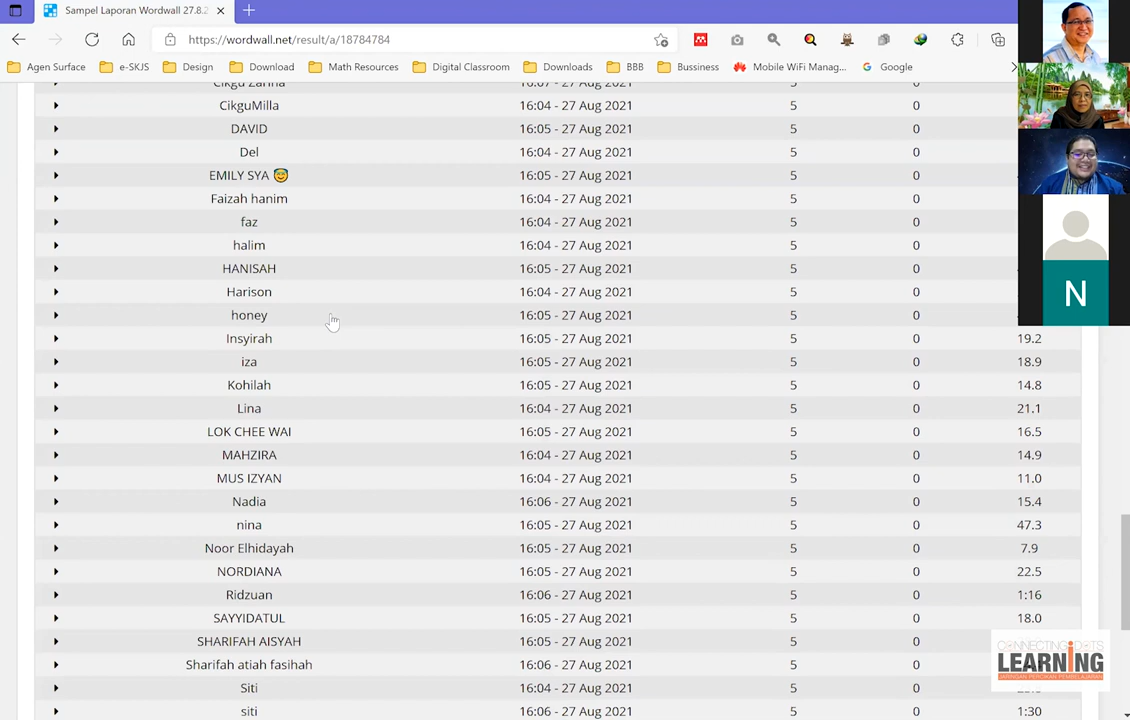 Sampel Laporan Wordwall 27.8.2
https://wordwall.net/result/a/18784784
Agen Surface e-SKJS Design Download Math Resources Digital Classroom Downloads BBB Bussiness Mobile WiFi Manag... Google
Cikgu Zarina 16:07 - 27 Aug 2021 5 0
CikguMilla 16:04 - 27 Aug 2021 5 0
DAVID 16:05 - 27 Aug 2021 5 0
Del 16:04 - 27 Aug 2021 5 0
EMILY SYA 😇 16:05 - 27 Aug 2021 5 0
Faizah hanim 16:04 - 27 Aug 2021 5 0
faz 16:04 - 27 Aug 2021 5 0
halim 16:04 - 27 Aug 2021 5 0
HANISAH 16:05 - 27 Aug 2021 5 0
Harison 16:04 - 27 Aug 2021 5 0
honey 16:05 - 27 Aug 2021 5 0
N
Insyirah 16:05 - 27 Aug 2021 5 0 19.2
iza 16:05 - 27 Aug 2021 5 0 18.9
Kohilah 16:05 - 27 Aug 2021 5 0 14.8
Lina 16:04 - 27 Aug 2021 5 0 21.1
LOK CHEE WAI 16:05 - 27 Aug 2021 5 0 16.5
MAHZIRA 16:04 - 27 Aug 2021 5 0 14.9
MUS IZYAN 16:04 - 27 Aug 2021 5 0 11.0
Nadia 16:06 - 27 Aug 2021 5 0 15.4
nina 16:05 - 27 Aug 2021 5 0 47.3
Noor Elhidayah 16:05 - 27 Aug 2021 5 0 7.9
NORDIANA 16:05 - 27 Aug 2021 5 0 22.5
Ridzuan 16:06 - 27 Aug 2021 5 0 1:16
SAYYIDATUL 16:05 - 27 Aug 2021 5 0 18.0
SHARIFAH AISYAH 16:05 - 27 Aug 2021 5 0
Sharifah atiah fasihah 16:06 - 27 Aug 2021 5 0
Siti 16:04 - 27 Aug 2021 5 0
siti 16:06 - 27 Aug 2021 5 0 1:30
CONNECTING DOTS
LEARNING
JARINGAN PERCIKAN PEMBELAJARAN